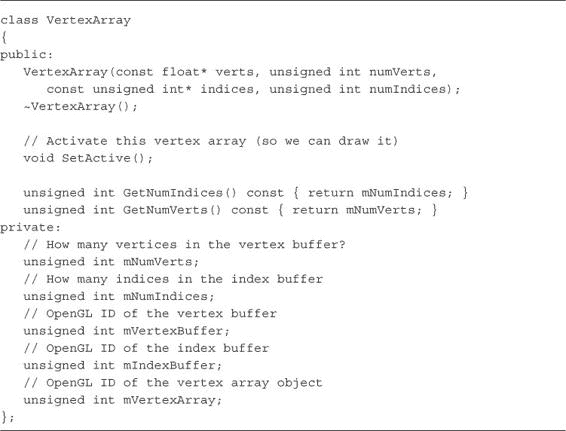 class VertexArray
{
public:
   VertexArray(const float* verts, unsigned int numVerts,
      const unsigned int* indices, unsigned int numIndices);
   ~VertexArray();

   // Activate this vertex array (so we can draw it)
   void SetActive();

   unsigned int GetNumIndices() const { return mNumIndices; }
   unsigned int GetNumVerts() const { return mNumVerts; }
private:
   // How many vertices in the vertex buffer?
   unsigned int mNumVerts;
   // How many indices in the index buffer
   unsigned int mNumIndices;
   // OpenGL ID of the vertex buffer
   unsigned int mVertexBuffer;
   // OpenGL ID of the index buffer
   unsigned int mIndexBuffer;
   // OpenGL ID of the vertex array object
   unsigned int mVertexArray;
};